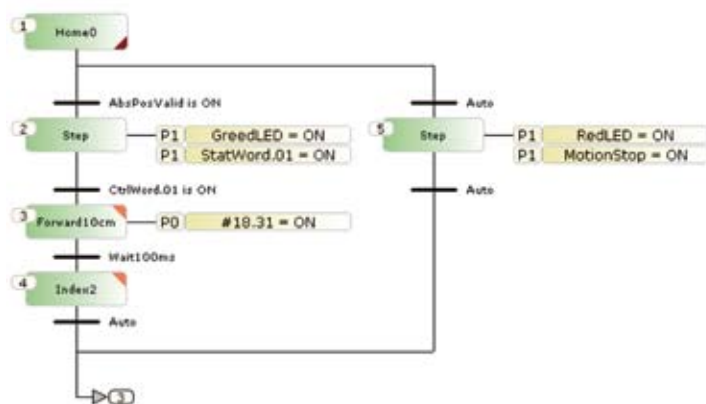 1 Home0
AbsPosValid is ON
Auto
2 Step
P1 GreedLED = ON
P1 StatWord.01 = ON
5 Step
P1 RedLED = ON
P1 MotionStop = ON
CtrlWord.01 is ON
Auto
3 Forward10cm
P0 #18.31 = ON
Wait100ms
4 Index2
Auto
3